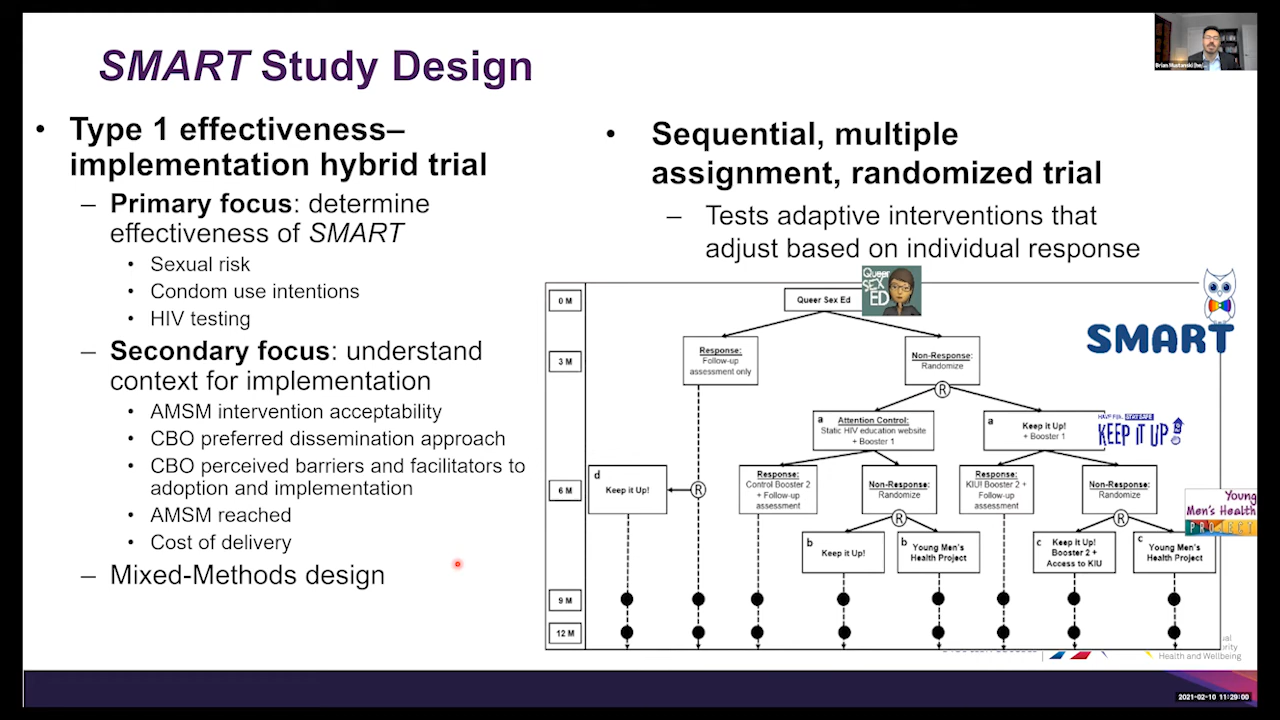 SMART Study Design
• Type 1 effectiveness–
implementation hybrid trial
– Primary focus: determine
effectiveness of SMART
• Sexual risk
• Condom use intentions
• HIV testing
– Secondary focus: understand
context for implementation
• AMSM intervention acceptability
• CBO preferred dissemination approach
• CBO perceived barriers and facilitators to
adoption and implementation
• AMSM reached
• Cost of delivery
– Mixed-Methods design
• Sequential, multiple
assignment, randomized trial
– Tests adaptive interventions that
adjust based on individual response
Brian Mustanski (he/
0 M
Queer Sex Ed
Queer
SEX
ED
SMART
3 M
Response:
Follow-up
assessment only
Non-Response:
Randomize
R
a
Attention Control:
Static HIV education website
+ Booster 1
a
Keep it Up!
+ Booster 1
KEEP IT UP!
6 M
d
Keep it Up!
R
Response:
Control Booster 2
+ Follow-up
assessment
Non-Response:
Randomize
Response:
KIU! Booster 2 +
Follow-up
assessment
Non-Response:
Randomize
Young
Men's Health
PROJECT
R
R
b
Keep it Up!
b
Young Men's
Health Project
c
Keep it Up!
Booster 2 +
Access to KIU
c
Young Men's
Health Project
9 M
12 M
Health and Wellbeing
2021-02-10 11:29:00